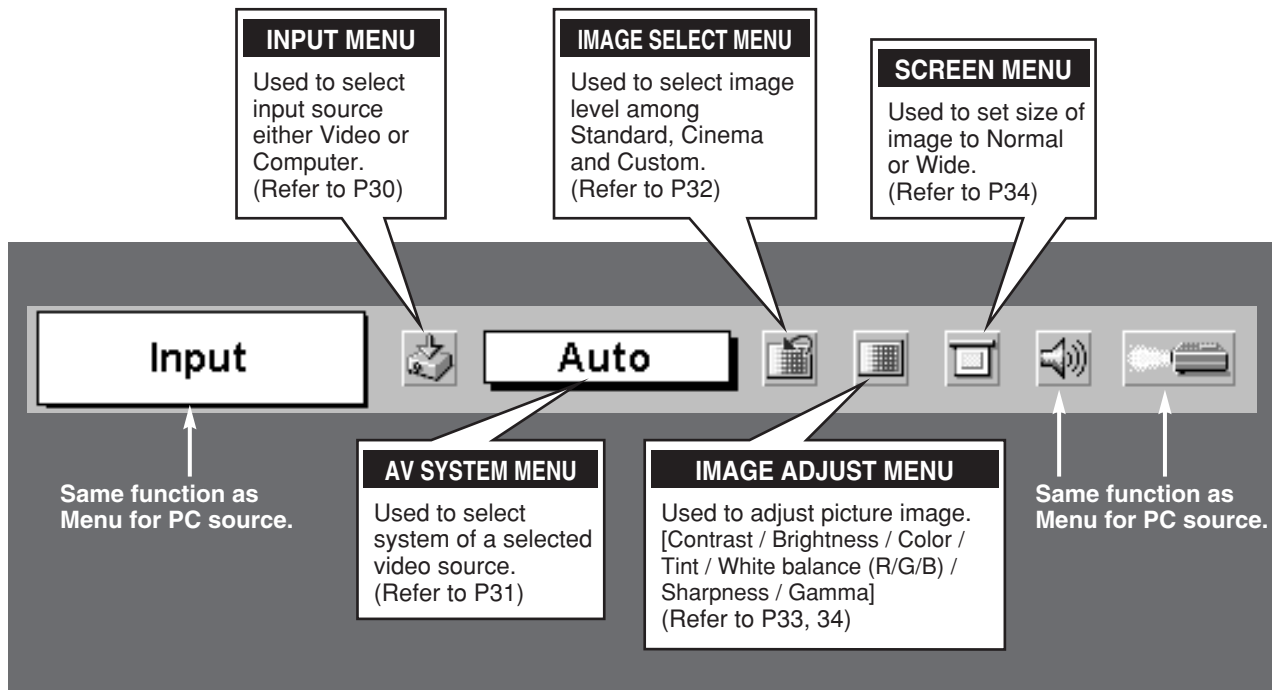 INPUT MENU
Used to select
input source
either Video or
Computer.
(Refer to P30)
IMAGE SELECT MENU
Used to select image
level among
Standard, Cinema
and Custom.
(Refer to P32)
SCREEN MENU
Used to set size of
image to Normal
or Wide.
(Refer to P34)
Input
Auto
Same function as
Menu for PC source.
AV SYSTEM MENU
Used to select
system of a selected
video source.
(Refer to P31)
IMAGE ADJUST MENU
Used to adjust picture image.
[Contrast / Brightness / Color /
Tint / White balance (R/G/B) /
Sharpness / Gamma]
(Refer to P33, 34)
Same function as
Menu for PC source.